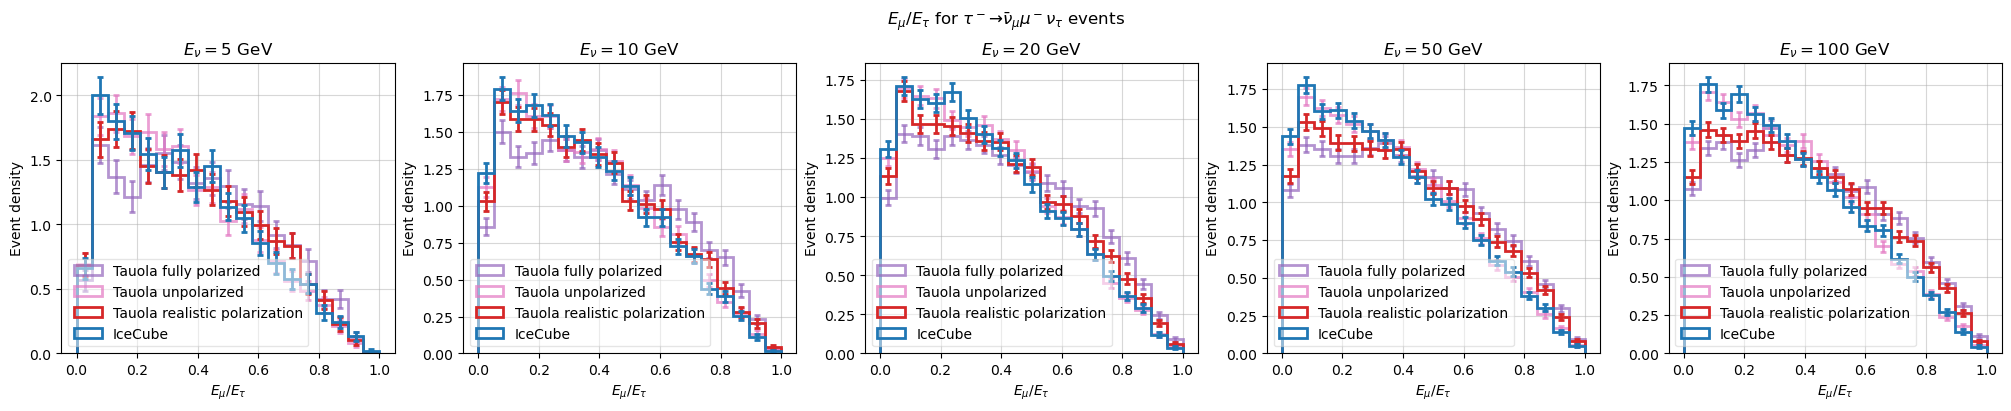 E_μ/E_τ for τ⁻→ν̄_μμ⁻ν_τ events
E_ν = 5 GeV
Event density
2.0
1.5
1.0
0.5
0.0
Tauola fully polarized
Tauola unpolarized
Tauola realistic polarization
IceCube
0.0 0.2 0.4 0.6 0.8 1.0
E_μ/E_τ
E_ν = 10 GeV
Event density
1.75
1.50
1.25
1.00
0.75
0.50
0.25
0.00
Tauola fully polarized
Tauola unpolarized
Tauola realistic polarization
IceCube
0.0 0.2 0.4 0.6 0.8 1.0
E_μ/E_τ
E_ν = 20 GeV
Event density
1.75
1.50
1.25
1.00
0.75
0.50
0.25
0.00
Tauola fully polarized
Tauola unpolarized
Tauola realistic polarization
IceCube
0.0 0.2 0.4 0.6 0.8 1.0
E_μ/E_τ
E_ν = 50 GeV
Event density
1.75
1.50
1.25
1.00
0.75
0.50
0.25
0.00
Tauola fully polarized
Tauola unpolarized
Tauola realistic polarization
IceCube
0.0 0.2 0.4 0.6 0.8 1.0
E_μ/E_τ
E_ν = 100 GeV
Event density
1.75
1.50
1.25
1.00
0.75
0.50
0.25
0.00
Tauola fully polarized
Tauola unpolarized
Tauola realistic polarization
IceCube
0.0 0.2 0.4 0.6 0.8 1.0
E_μ/E_τ